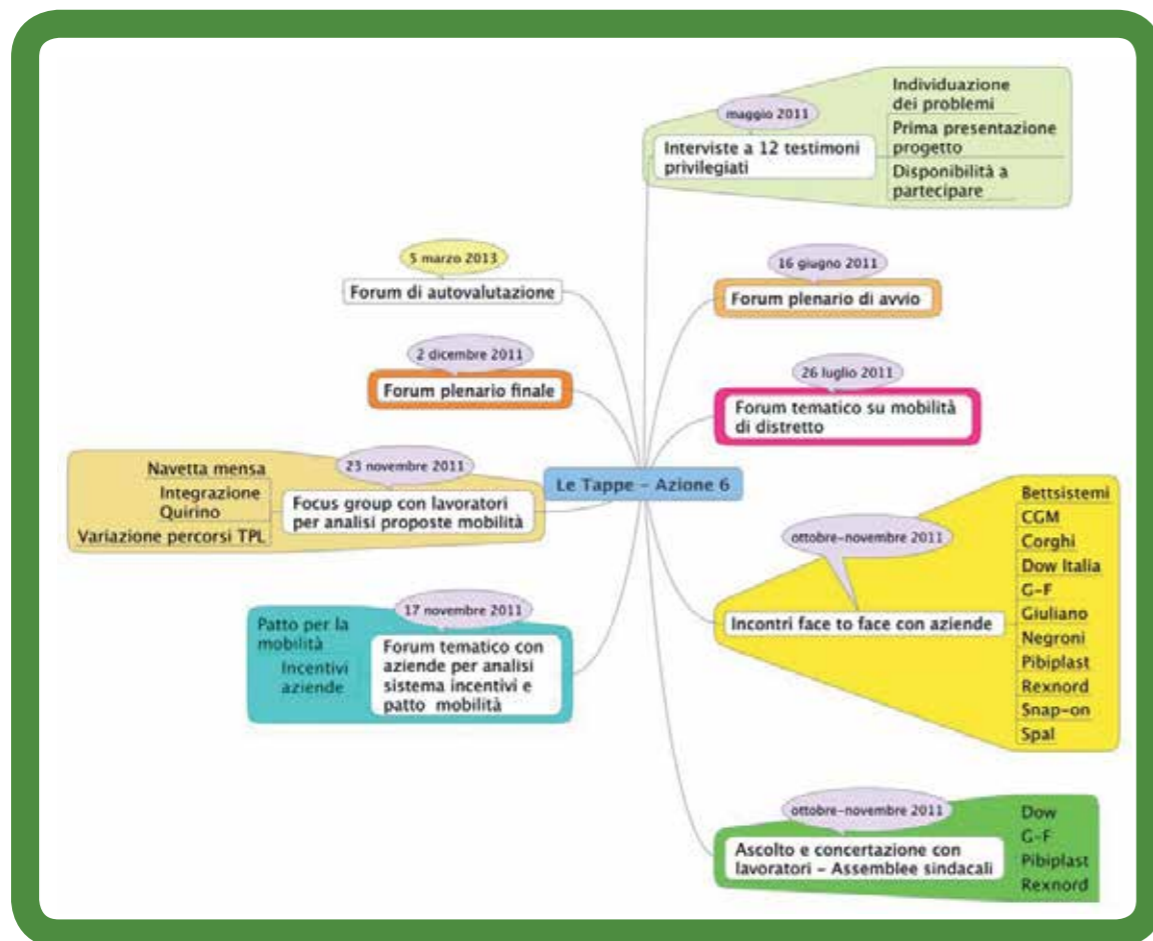 Le Tappe - Azione 6
maggio 2011
Interviste a 12 testimoni
privilegiati
Individuazione
dei problemi
Prima presentazione
progetto
Disponibilità a
partecipare
16 giugno 2011
Forum plenario di avvio
26 luglio 2011
Forum tematico su mobilità
di distretto
ottobre-novembre 2011
Incontri face to face con aziende
Bettsistemi
CGM
Corghi
Dow Italia
G-F
Giuliano
Negroni
Pibiplast
Rexnord
Snap-on
Spal
ottobre-novembre 2011
Ascolto e concertazione con
lavoratori - Assemblee sindacali
Dow
G-F
Pibiplast
Rexnord
17 novembre 2011
Forum tematico con
aziende per analisi
sistema incentivi e
patto mobilità
Patto per la
mobilità
Incentivi
aziende
23 novembre 2011
Focus group con lavoratori
per analisi proposte mobilità
Navetta mensa
Integrazione
Quirino
Variazione percorsi TPL
2 dicembre 2011
Forum plenario finale
5 marzo 2013
Forum di autovalutazione